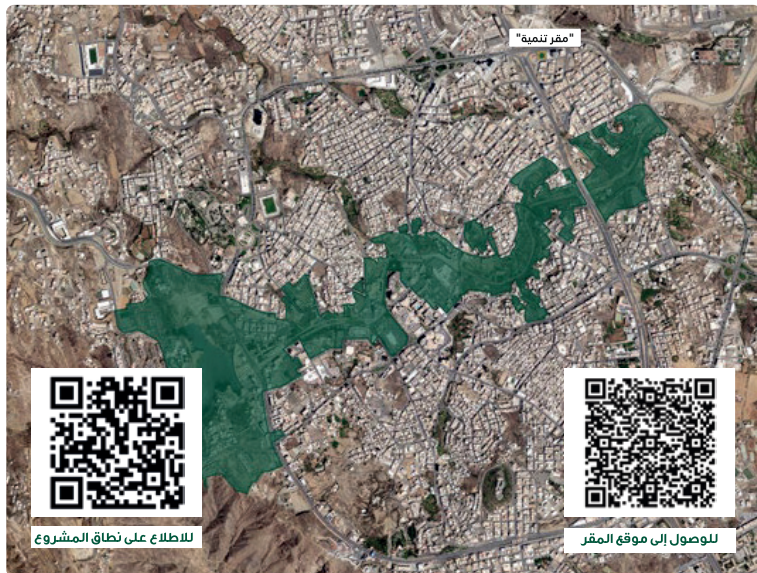 "مقر تنمية"
للاطلاع على نطاق المشروع
للوصول إلى موقع المقر